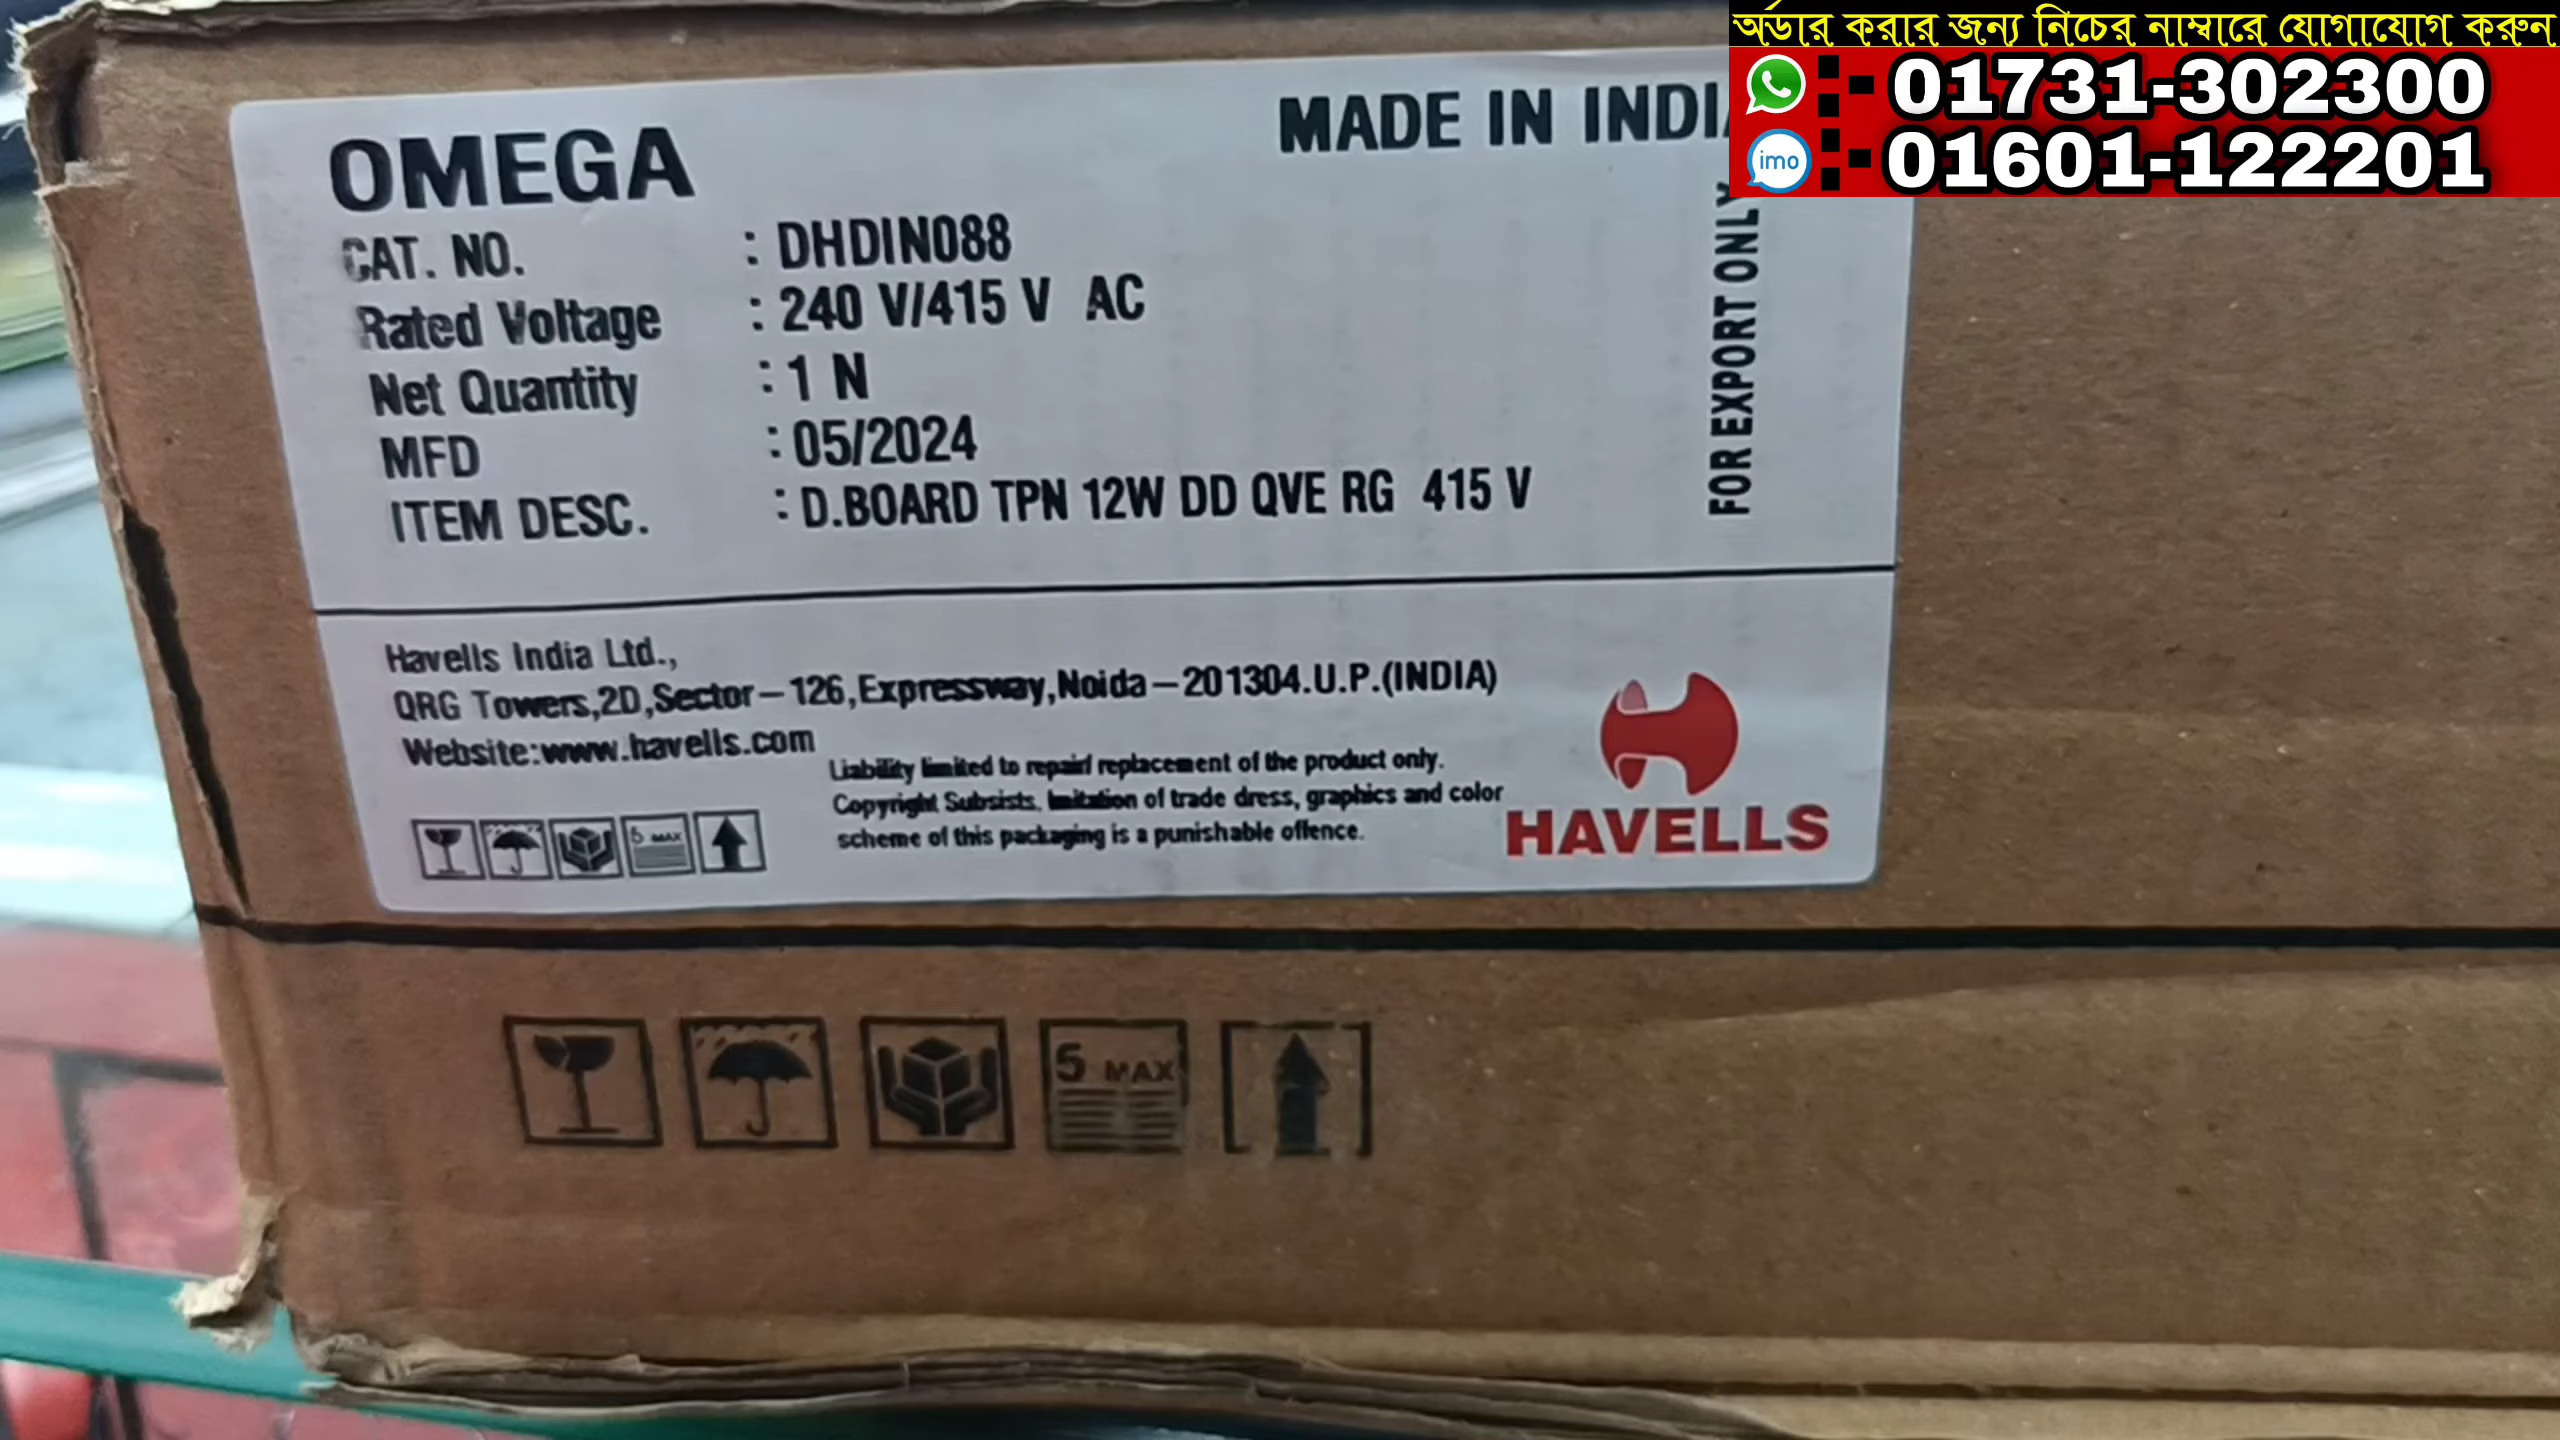 অর্ডার করার জন্য নিচের নাম্বারে যোগাযোগ করুন
:- 01731-302300
imo :- 01601-122201
OMEGA
MADE IN INDI
CAT. NO. : DHDIN088
Rated Voltage : 240 V/415 V AC
Net Quantity : 1 N
MFD : 05/2024
ITEM DESC. : D.BOARD TPN 12W DD QVE RG 415 V
FOR EXPORT ONLY
Havells India Ltd.,
QRG Towers,2D,Sector-126,Expressway,Noida-201304.U.P.(INDIA)
Website:www.havells.com
Liability limited to repair/ replacement of the product only.
Copyright Subsists. Imitation of trade dress, graphics and color
scheme of this packaging is a punishable offence.
5 MAX
HAVELLS
5 MAX